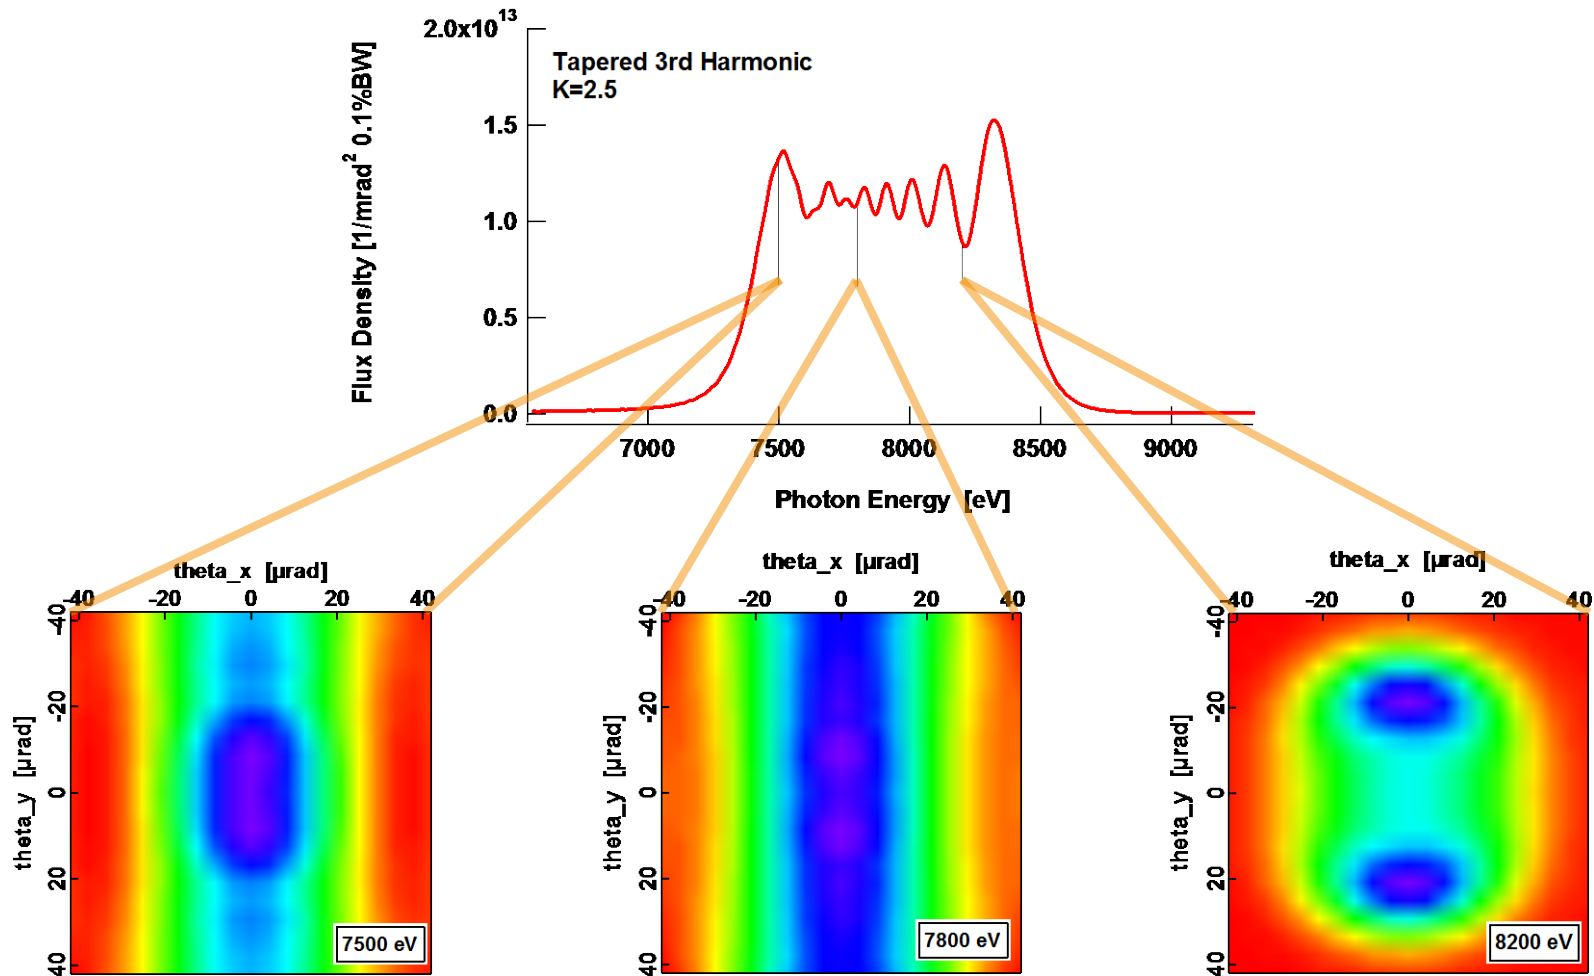 2.0x10^13
Tapered 3rd Harmonic
K=2.5
1.5
1.0
0.5
0.0
Flux Density [1/mrad^2 0.1%BW]
7000 7500 8000 8500 9000
Photon Energy [eV]
theta_x [µrad]
-40 -20 0 20 40
-40
-20
0
20
40
theta_y [µrad]
7500 eV
theta_x [µrad]
-40 -20 0 20 40
-40
-20
0
20
40
theta_y [µrad]
7800 eV
theta_x [µrad]
-40 -20 0 20 40
-40
-20
0
20
40
theta_y [µrad]
8200 eV